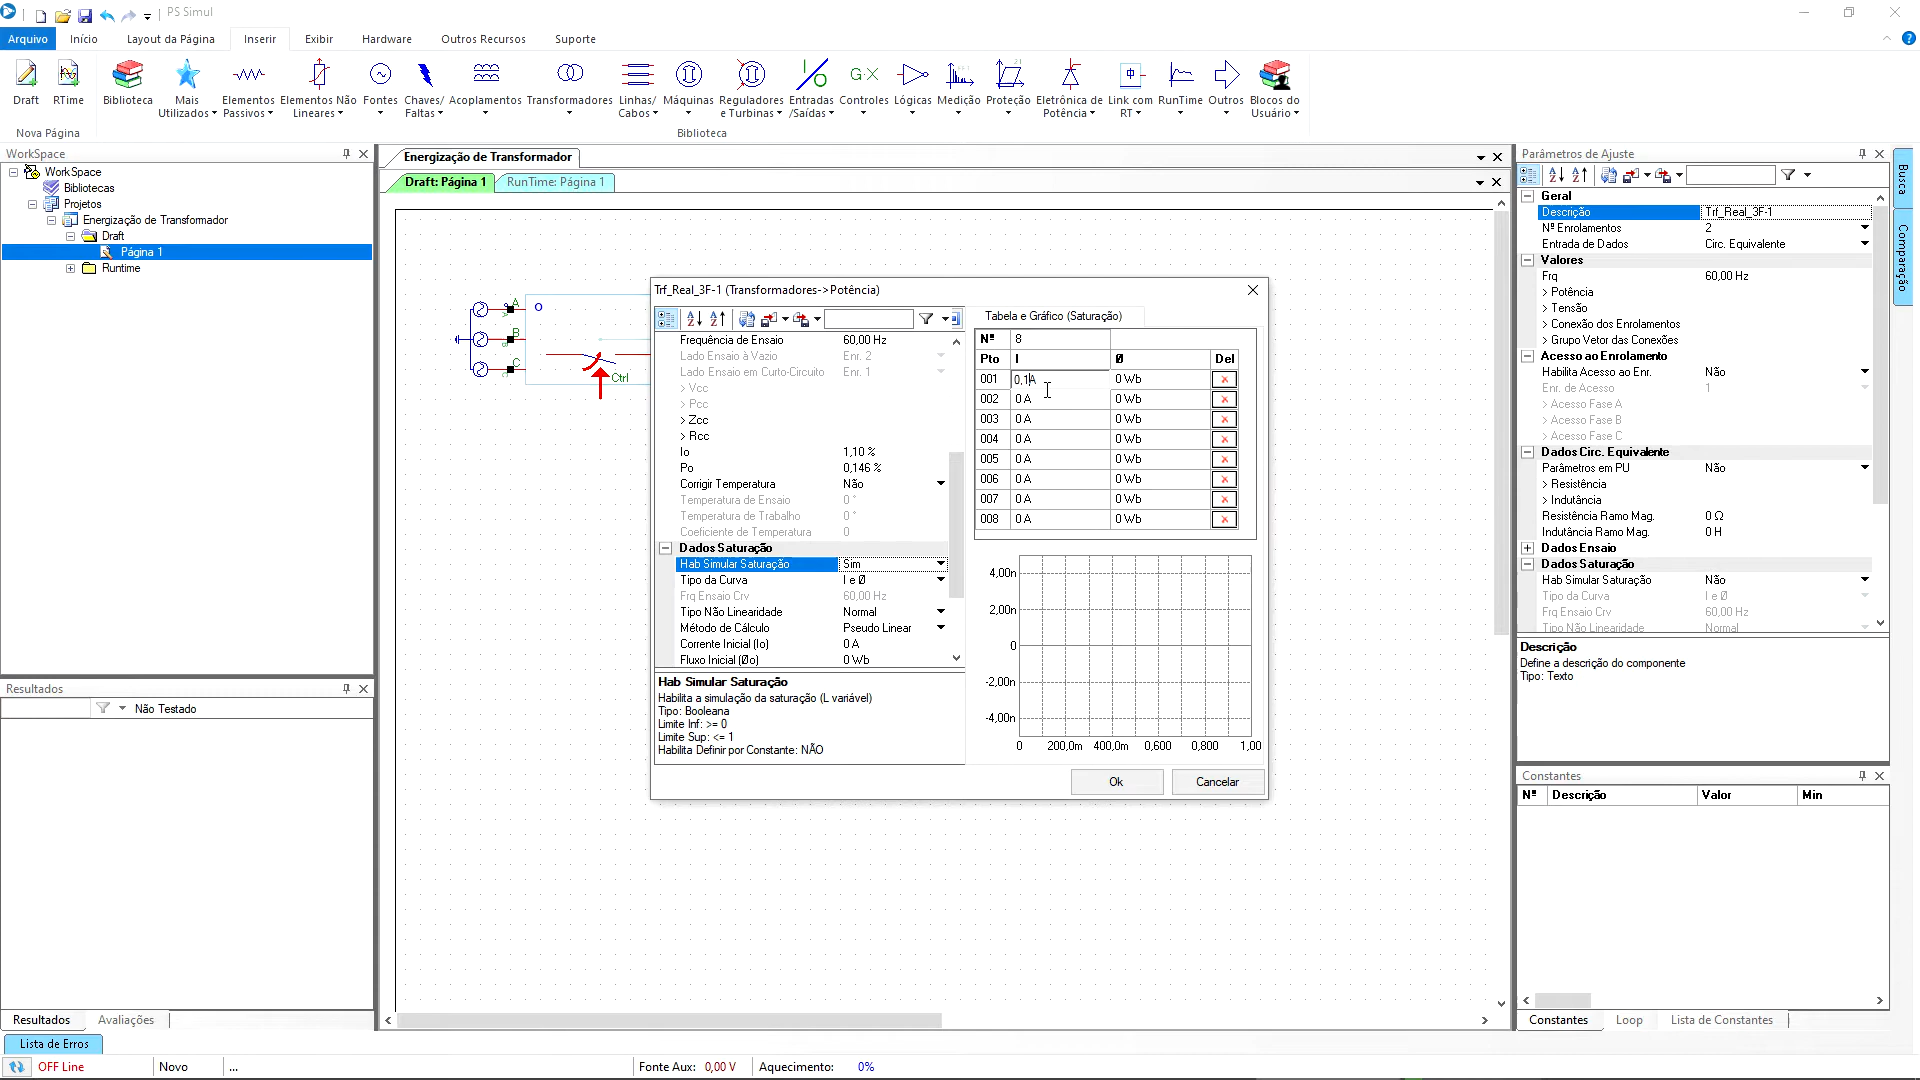 PS Simul
Arquivo Início Layout da Página Inserir Exibir Hardware Outros Recursos Suporte
Draft RTime Biblioteca Mais Utilizados Elementos Passivos Elementos Não Lineares Fontes Chaves/ Faltas Acoplamentos Transformadores Linhas/ Cabos Máquinas Reguladores e Turbinas Entradas /Saídas Controles Lógicas Medição Proteção Eletrônica de Potência Link com RT RunTime Outros Blocos do Usuário
Nova Página Biblioteca
WorkSpace
WorkSpace
Bibliotecas
Projetos
Energização de Transformador
Draft
Página 1
Runtime
Resultados
Não Testado
Resultados Avaliações
Lista de Erros
OFF Line Novo ... Fonte Aux: 0,00 V Aquecimento: 0%
Energização de Transformador
Draft: Página 1 RunTime: Página 1
A
B
C
O
Ctrl
Trf_Real_3F-1 (Transformadores->Potência)
Frequência de Ensaio 60,00 Hz
Lado Ensaio à Vazio Enr. 2
Lado Ensaio em Curto-Circuito Enr. 1
> Vcc
> Pcc
> Zcc
> Rcc
Io 1,10 %
Po 0,146 %
Corrigir Temperatura Não
Temperatura de Ensaio 0 °
Temperatura de Trabalho 0 °
Coeficiente de Temperatura 0
Dados Saturação
Hab Simular Saturação Sim
Tipo da Curva I e Ø
Frq Ensaio Crv 60,00 Hz
Tipo Não Linearidade Normal
Método de Cálculo Pseudo Linear
Corrente Inicial (Io) 0 A
Fluxo Inicial (Øo) 0 Wb
Hab Simular Saturação
Habilita a simulação da saturação (L variável)
Tipo: Booleana
Limite Inf: >= 0
Limite Sup: <= 1
Habilita Definir por Constante: NÃO
Tabela e Gráfico (Saturação)
Nº 8
Pto I Ø Del
001 0,1A 0 Wb
002 0 A 0 Wb
003 0 A 0 Wb
004 0 A 0 Wb
005 0 A 0 Wb
006 0 A 0 Wb
007 0 A 0 Wb
008 0 A 0 Wb
4,00n
2,00n
0
-2,00n
-4,00n
0 200,0m 400,0m 0,600 0,800 1,00
Ok Cancelar
Parâmetros de Ajuste
Geral
Descrição Trf_Real_3F-1
Nº Enrolamentos 2
Entrada de Dados Circ. Equivalente
Valores
Frq 60,00 Hz
> Potência
> Tensão
> Conexão dos Enrolamentos
> Grupo Vetor das Conexões
Acesso ao Enrolamento
Habilita Acesso ao Enr. Não
Enr. de Acesso 1
> Acesso Fase A
> Acesso Fase B
> Acesso Fase C
Dados Circ. Equivalente
Parâmetros em PU Não
> Resistência
> Indutância
Resistência Ramo Mag. 0 Ω
Indutância Ramo Mag. 0 H
Dados Ensaio
Dados Saturação
Hab Simular Saturação Não
Tipo da Curva I e Ø
Frq Ensaio Crv 60,00 Hz
Tipo Não Linearidade Normal
Descrição
Define a descrição do componente
Tipo: Texto
Constantes
Nº Descrição Valor Min
Constantes Loop Lista de Constantes
Busca
Comparação